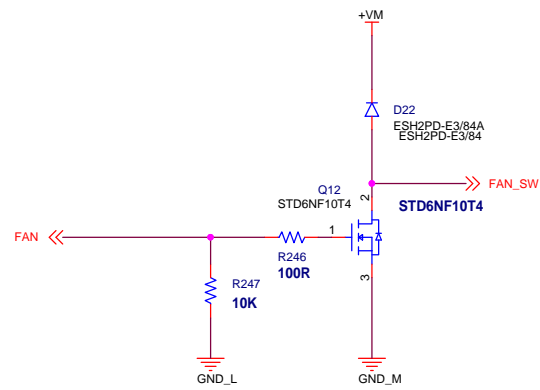 +VM
D22
ESH2PD-E3/84A
ESH2PD-E3/84
Q12
STD6NF10T4
2
FAN_SW
STD6NF10T4
FAN
1
R246
100R
R247
10K
3
GND_L
GND_M